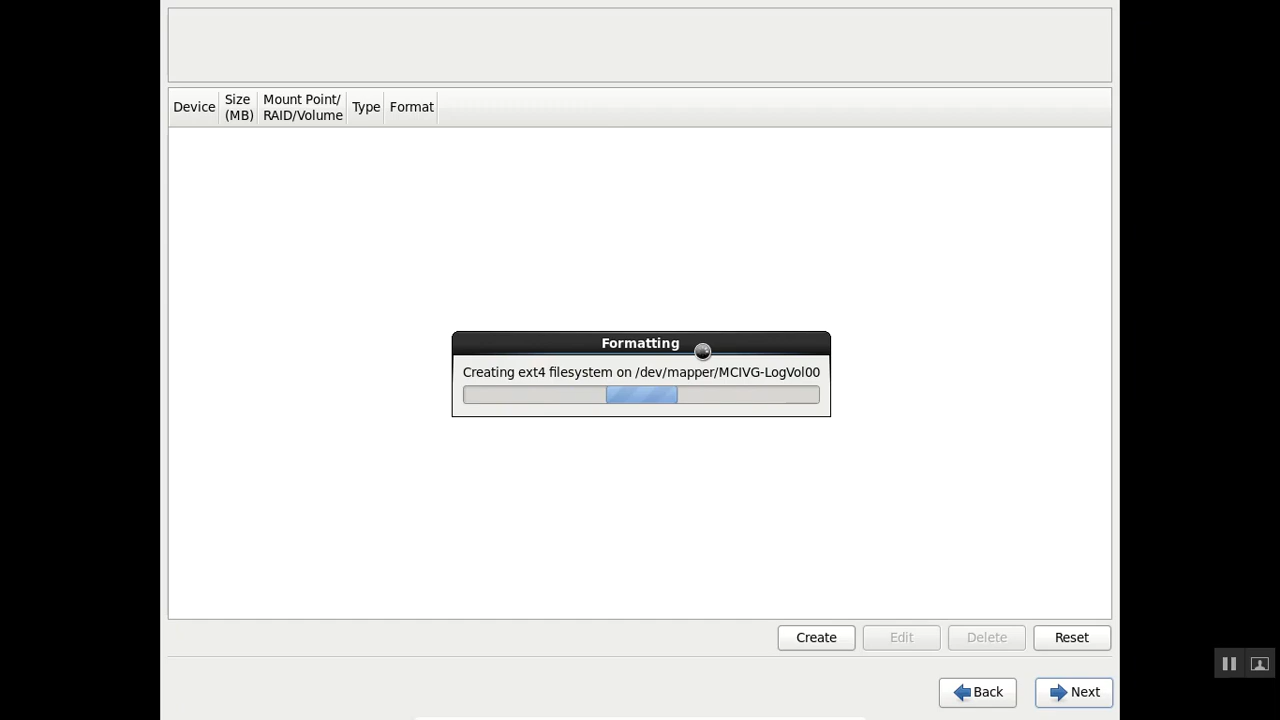 Device
Size
(MB)
Mount Point/
RAID/Volume
Type
Format
Formatting
Creating ext4 filesystem on /dev/mapper/MCIVG-LogVol00
Create
Edit
Delete
Reset
Back
Next